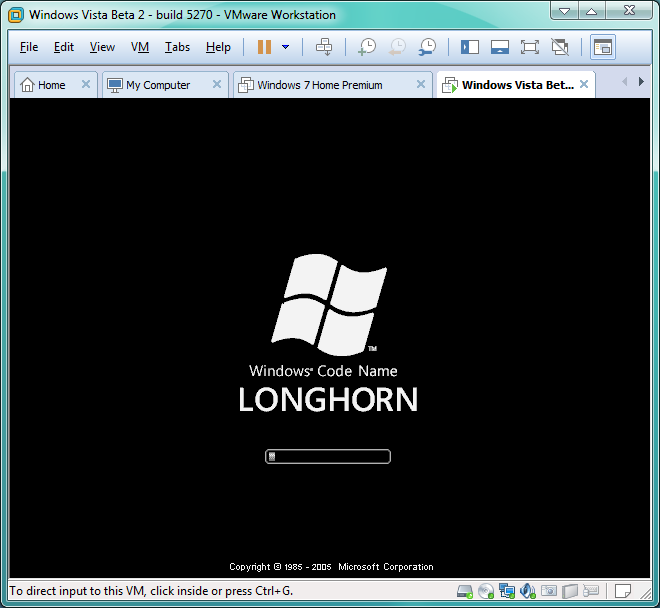 Windows Vista Beta 2 - build 5270 - VMware Workstation
File Edit View VM Tabs Help
Home My Computer Windows 7 Home Premium Windows Vista Bet...
TM
Windows® Code Name
LONGHORN
Copyright © 1985 - 2005 Microsoft Corporation
To direct input to this VM, click inside or press Ctrl+G.